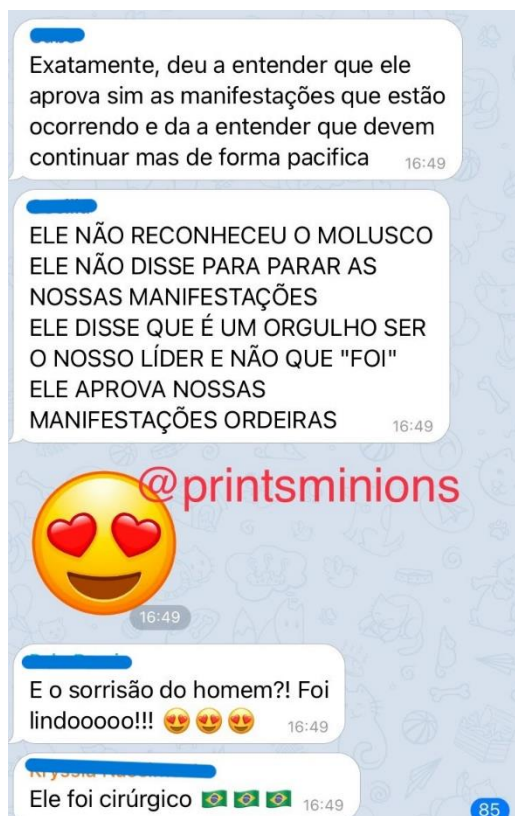 Exatamente, deu a entender que ele
aprova sim as manifestações que estão
ocorrendo e da a entender que devem
continuar mas de forma pacifica 16:49
ELE NÃO RECONHECEU O MOLUSCO
ELE NÃO DISSE PARA PARAR AS
NOSSAS MANIFESTAÇÕES
ELE DISSE QUE É UM ORGULHO SER
O NOSSO LÍDER E NÃO QUE "FOI"
ELE APROVA NOSSAS
MANIFESTAÇÕES ORDEIRAS 16:49
@printsminions
16:49
E o sorrisão do homem?! Foi
lindooooo!!! 😍 😍 😍 16:49
Ele foi cirúrgico 🇧🇷 🇧🇷 🇧🇷 16:49
85